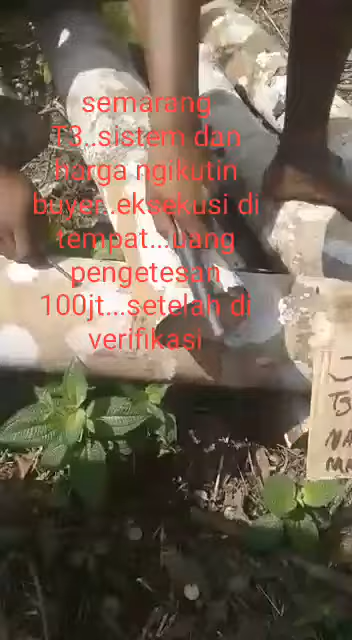 semarang
T3..sistem dan
harga ngikutin
buyer..eksekusi di
tempat...uang
pengetesan
100jt...setelah di
verifikasi